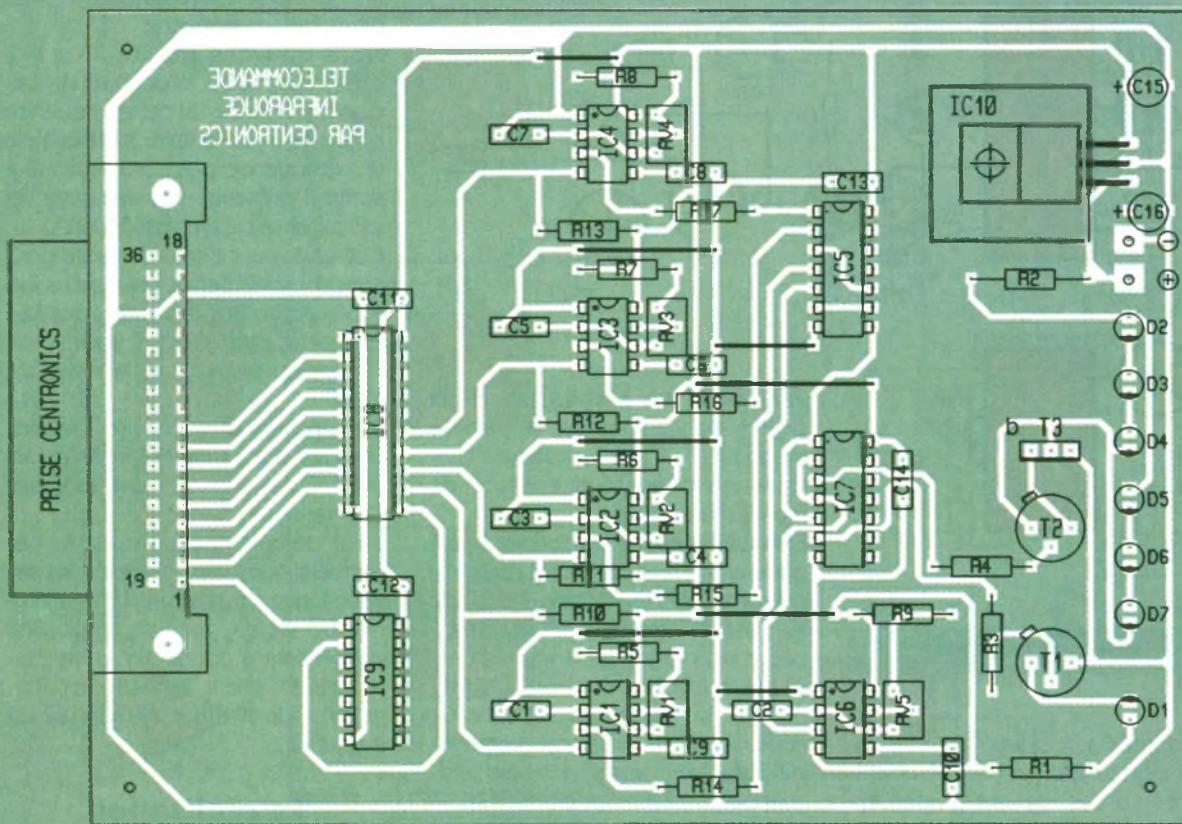 TELECOMMANDE
INFRAROUGE
PAR CENTRONICS
PRISE CENTRONICS
36
18
19
1
R8
C7
IC4
RV4
C8
R17
R13
R7
C5
IC3
RV3
R16
R12
R6
C3
IC2
RV2
C4
R11
R15
R10
R5
C1
IC1
RV1
C9
R14
C11
IC8
C12
IC9
C13
IC5
IC7
C14
R9
C2
IC6
RV5
C10
IC10
+ C15
+ C16
-
+
R2
D2
D3
D4
D5
D6
D7
D1
b T3
T2
R4
R3
T1
R1